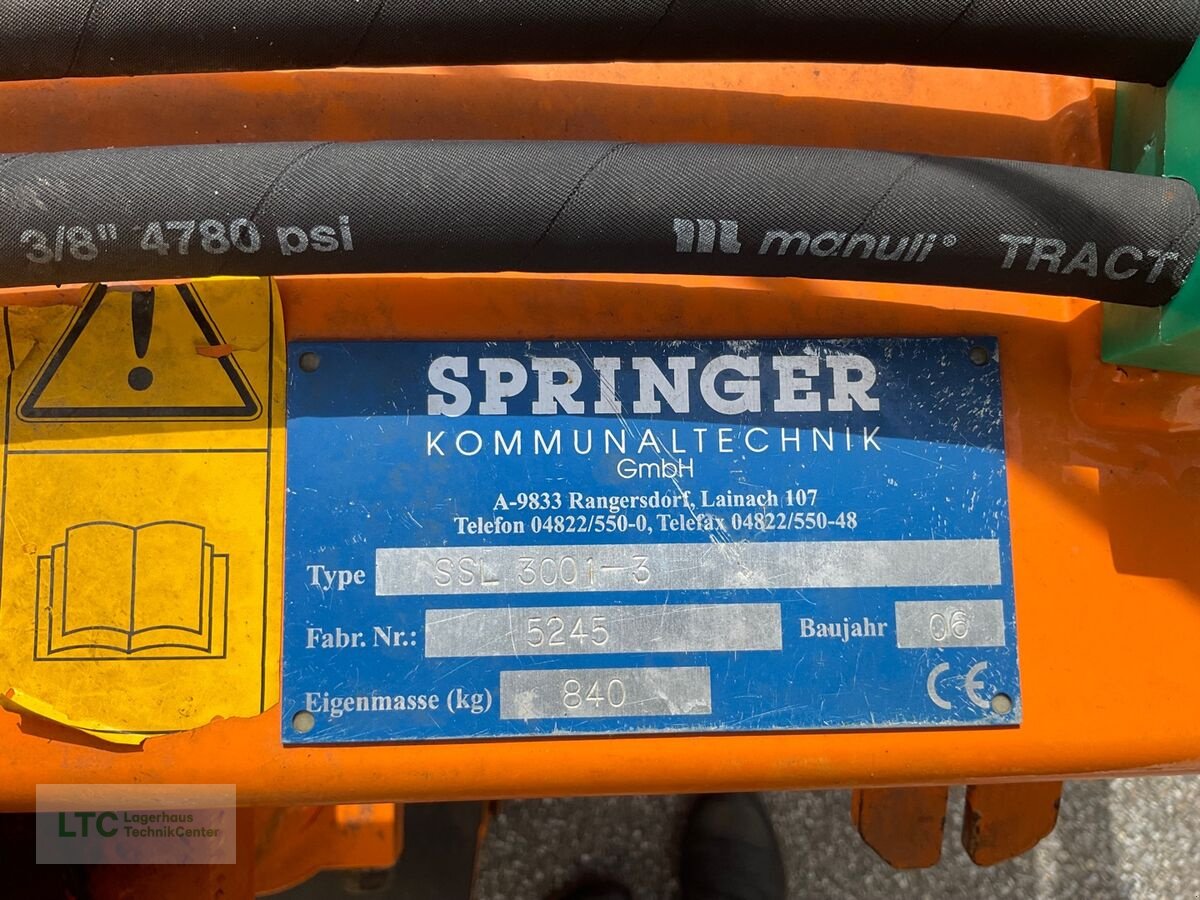 3/8" 4780 psi manuli® TRACT
SPRINGER
KOMMUNALTECHNIK
GmbH
A-9833 Rangersdorf, Lainach 107
Telefon 04822/550-0, Telefax 04822/550-48
Type SSL 3001-3
Fabr. Nr.: 5245 Baujahr 06
Eigenmasse (kg) 840
CE
LTC Lagerhaus
TechnikCenter